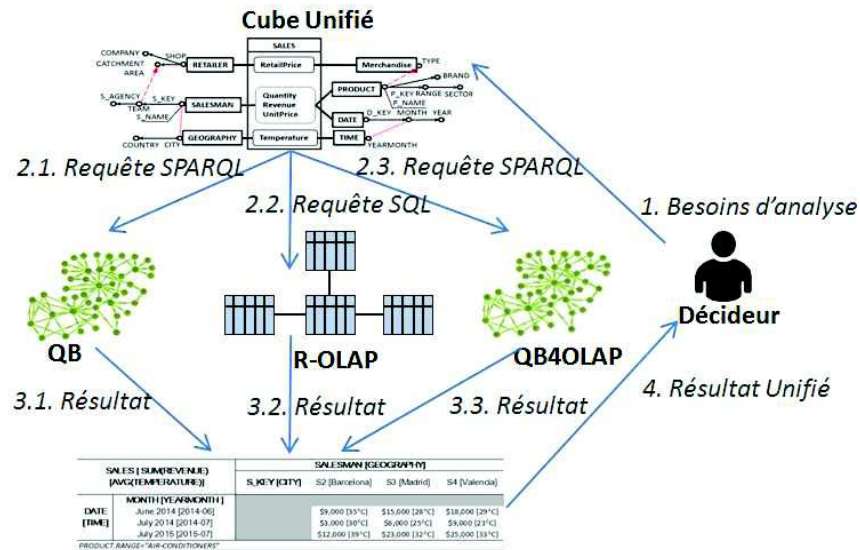 Cube Unifié
SALES
COMPANY
SHOP
CATCHMENT
AREA
RETAILER
RetailPrice
Merchandise
TYPE
S_AGENCY
S_KEY
TEAM
S_NAME
SALESMAN
Quantity
Revenue
UnitPrice
PRODUCT
BRAND
P_KEY
RANGE
SECTOR
P_NAME
D_KEY
DATE
MONTH
YEAR
COUNTRY
CITY
GEOGRAPHY
Temperature
TIME
YEARMONTH
2.1. Requête SPARQL
2.3. Requête SPARQL
2.2. Requête SQL
1. Besoins d'analyse
QB
R-OLAP
QB4OLAP
Décideur
3.1. Résultat
3.2. Résultat
3.3. Résultat
4. Résultat Unifié
SALES [ SUM(REVENUE)
[AVG(TEMPERATURE)]
SALESMAN [GEOGRAPHY]
S_KEY [CITY]
S2 [Barcelona]
S3 [Madrid]
S4 [Valencia]
DATE
[TIME]
MONTH [YEARMONTH ]
June 2014 [2014-06] $9,000 [35°C] $15,000 [28°C] $18,000 [29°C]
July 2014 [2014-07] $3,000 [30°C] $6,000 [25°C] $9,000 [23°C]
July 2015 [2015-07] $12,000 [39°C] $23,000 [32°C] $25,000 [33°C]
PRODUCT.RANGE="AIR-CONDITIONERS"